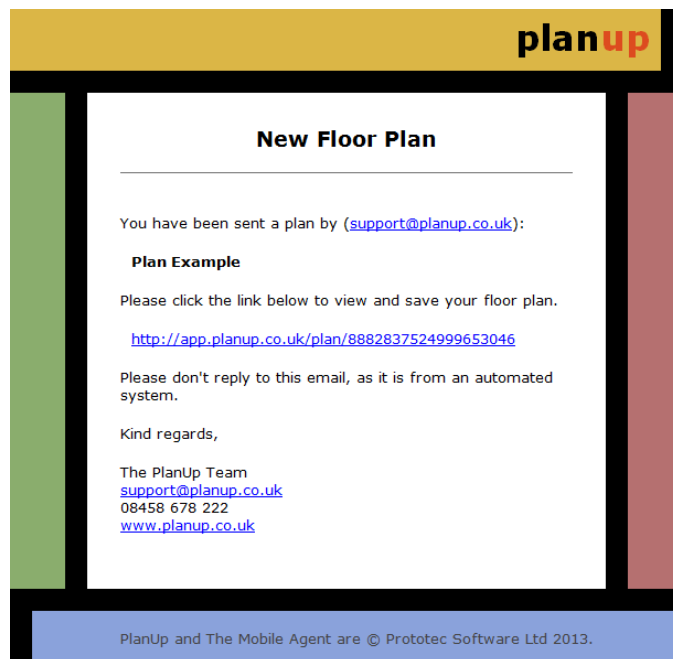 planup
New Floor Plan
You have been sent a plan by (support@planup.co.uk):
Plan Example
Please click the link below to view and save your floor plan.
http://app.planup.co.uk/plan/8882837524999653046
Please don't reply to this email, as it is from an automated
system.
Kind regards,
The PlanUp Team
support@planup.co.uk
08458 678 222
www.planup.co.uk
PlanUp and The Mobile Agent are © Prototec Software Ltd 2013.